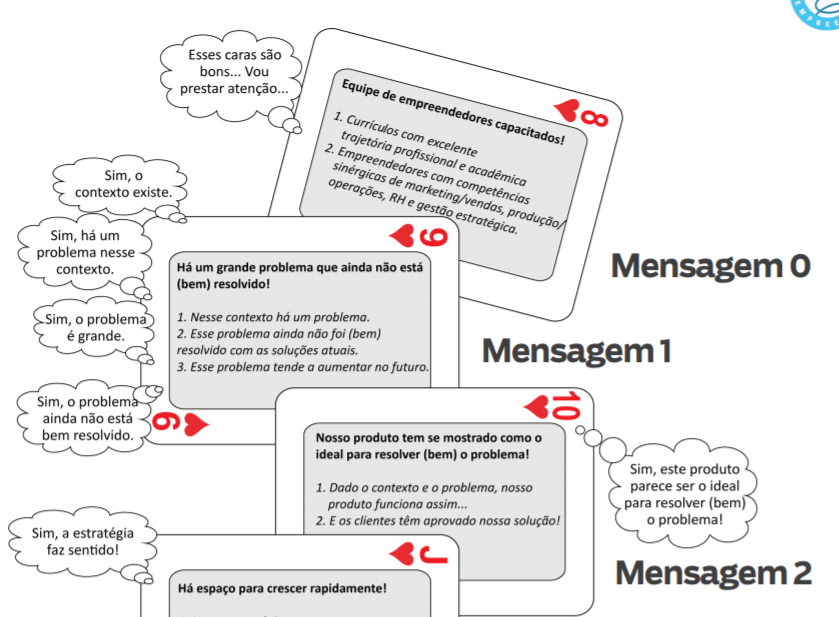 Esses caras são
bons... Vou
prestar atenção...
8
Equipe de empreendedores capacitados!
1. Currículos com excelente
trajetória profissional e acadêmica
2. Empreendedores com competências
sinérgicas de marketing/vendas, produção/
operações, RH e gestão estratégica.
Mensagem 0
Sim, o
contexto existe.
Sim, há um
problema nesse
contexto.
Sim, o problema
é grande.
Sim, o problema
ainda não está
bem resolvido.
9
Há um grande problema que ainda não está
(bem) resolvido!
1. Nesse contexto há um problema.
2. Esse problema ainda não foi (bem)
resolvido com as soluções atuais.
3. Esse problema tende a aumentar no futuro.
9
Mensagem 1
10
Nosso produto tem se mostrado como o
ideal para resolver (bem) o problema!
1. Dado o contexto e o problema, nosso
produto funciona assim...
2. E os clientes têm aprovado nossa solução!
Sim, este produto
parece ser o ideal
para resolver (bem)
o problema!
Mensagem 2
Sim, a estratégia
faz sentido!
J
Há espaço para crescer rapidamente!